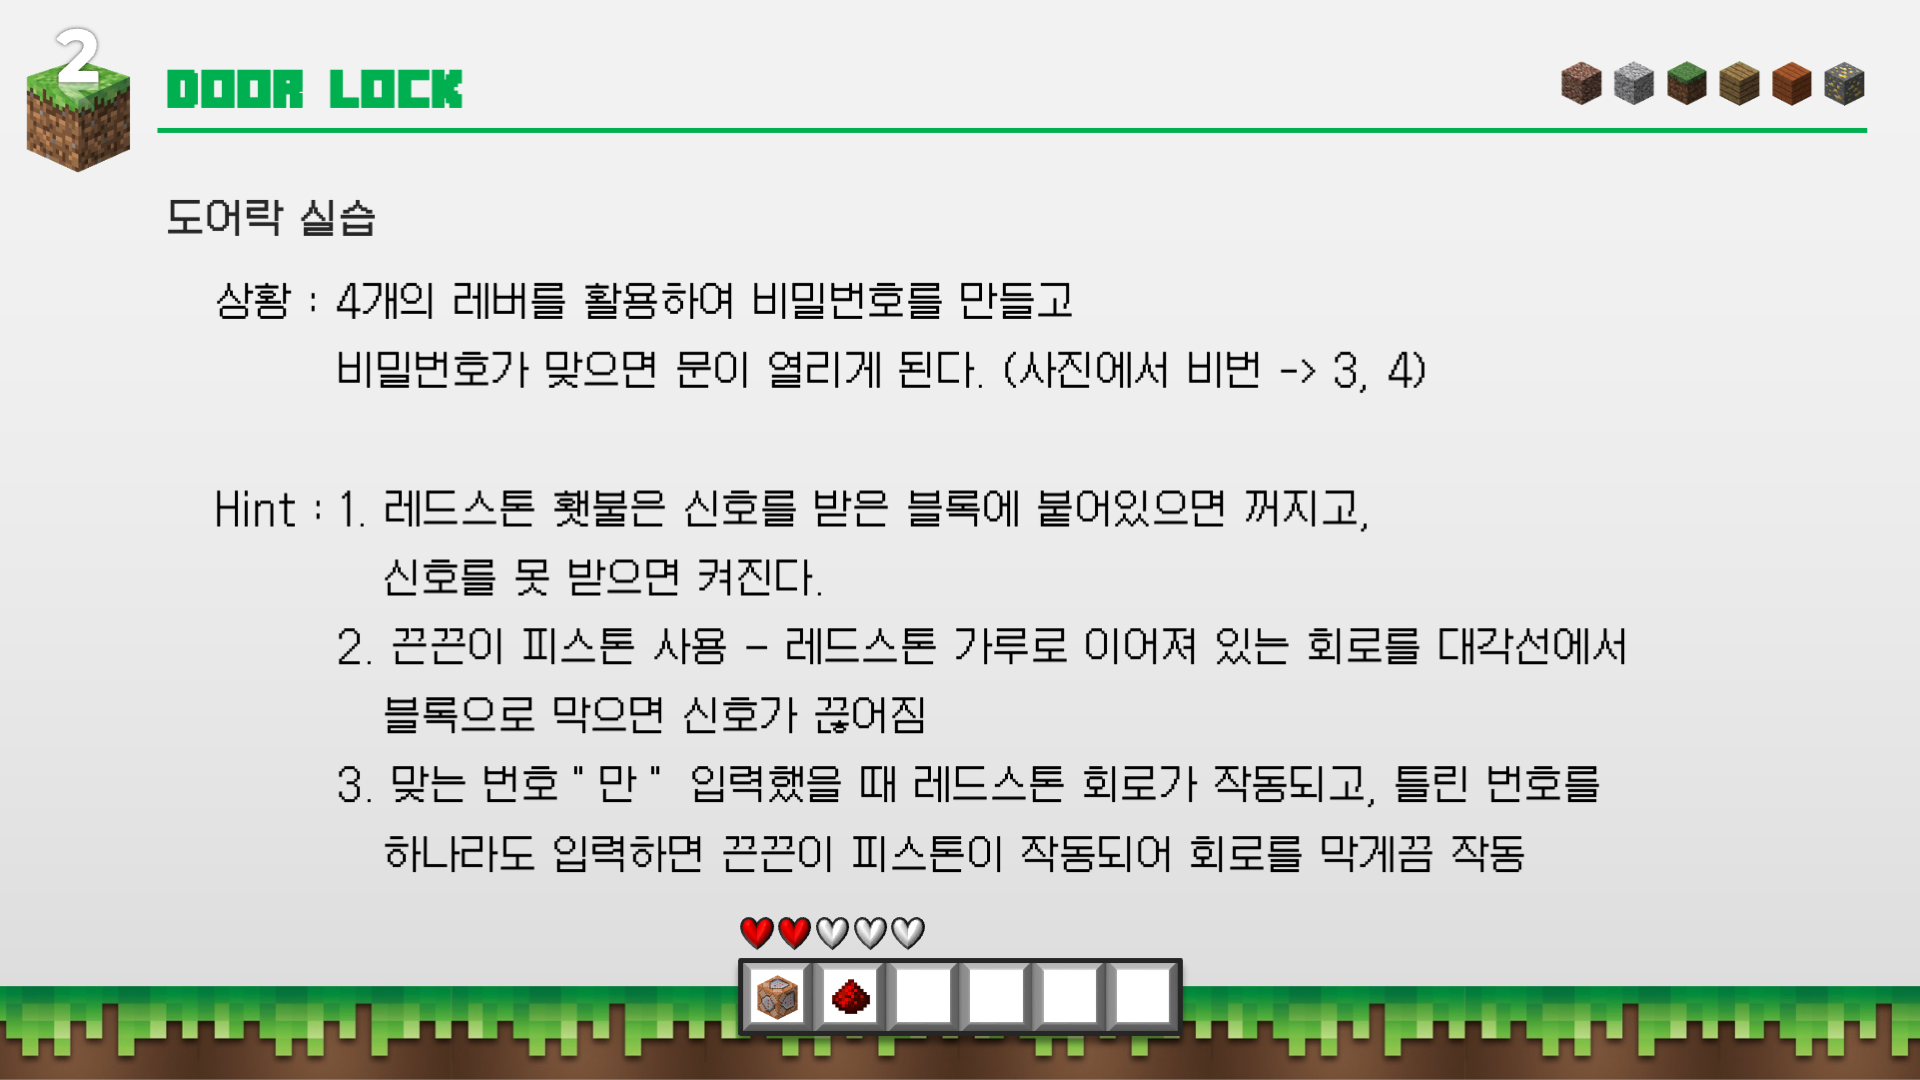 2
DOOR LOCK
도어락 실습
상황 : 4개의 레버를 활용하여 비밀번호를 만들고
비밀번호가 맞으면 문이 열리게 된다. (사진에서 비번 -> 3, 4)
Hint : 1. 레드스톤 횃불은 신호를 받은 블록에 붙어있으면 꺼지고,
신호를 못 받으면 켜진다.
2. 끈끈이 피스톤 사용 - 레드스톤 가루로 이어져 있는 회로를 대각선에서
블록으로 막으면 신호가 끊어짐
3. 맞는 번호 " 만 " 입력했을 때 레드스톤 회로가 작동되고, 틀린 번호를
하나라도 입력하면 끈끈이 피스톤이 작동되어 회로를 막게끔 작동